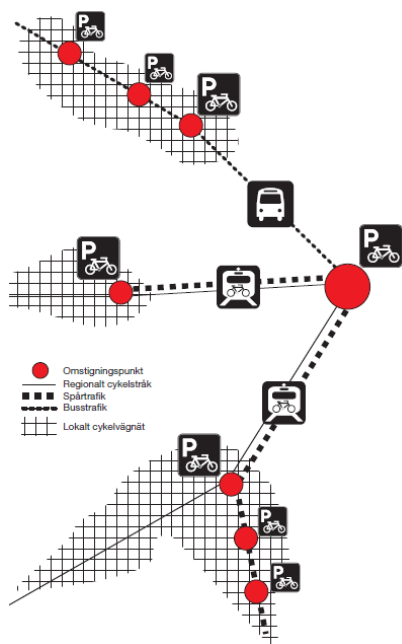 P
P
P
P
P
Omstigningspunkt
Regionalt cykelstråk
Spårtrafik
Busstrafik
Lokalt cykelvägnät
P
P
P